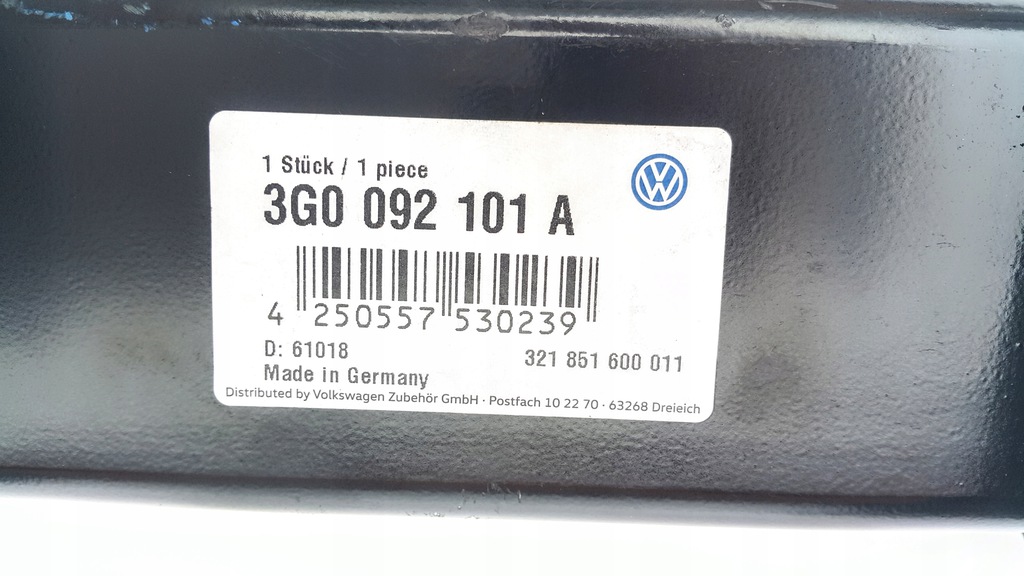 1 Stück / 1 piece
3G0 092 101 A
4 250557 530239
D: 61018
321 851 600 011
Made in Germany
Distributed by Volkswagen Zubehör GmbH · Postfach 10 22 70 · 63268 Dreieich